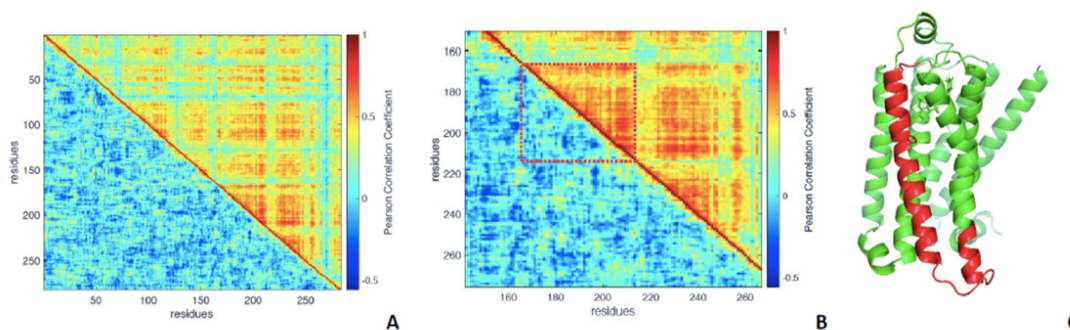 1
50
100
150
200
250
0.5
0
-0.5
residues
Pearson Correlation Coefficient
50 100 150 200 250
residues
A
160
180
200
220
240
260
1
0.5
0
-0.5
residues
Pearson Correlation Coefficient
160 180 200 220 240 260
residues
B